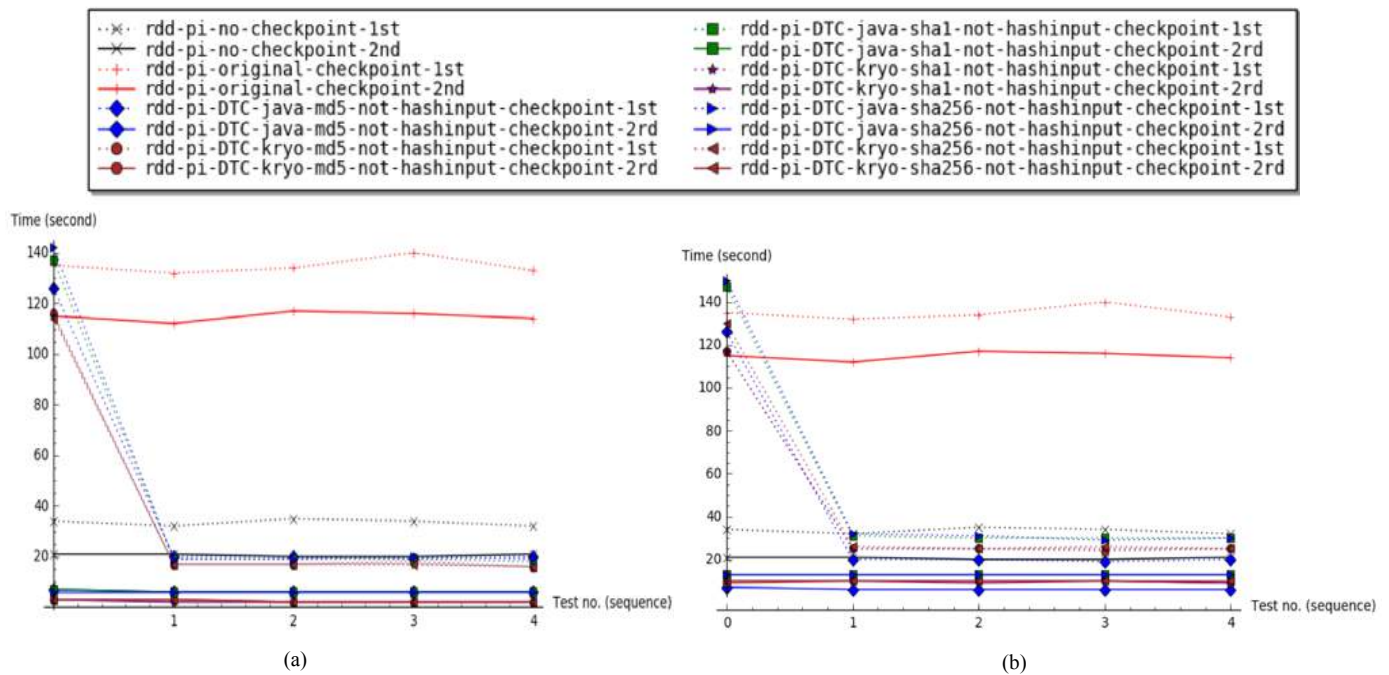 rdd-pi-no-checkpoint-1st
rdd-pi-no-checkpoint-2nd
rdd-pi-original-checkpoint-1st
rdd-pi-original-checkpoint-2nd
rdd-pi-DTC-java-md5-not-hashinput-checkpoint-1st
rdd-pi-DTC-java-md5-not-hashinput-checkpoint-2rd
rdd-pi-DTC-kryo-md5-not-hashinput-checkpoint-1st
rdd-pi-DTC-kryo-md5-not-hashinput-checkpoint-2rd
rdd-pi-DTC-java-sha1-not-hashinput-checkpoint-1st
rdd-pi-DTC-java-sha1-not-hashinput-checkpoint-2rd
rdd-pi-DTC-kryo-sha1-not-hashinput-checkpoint-1st
rdd-pi-DTC-kryo-sha1-not-hashinput-checkpoint-2rd
rdd-pi-DTC-java-sha256-not-hashinput-checkpoint-1st
rdd-pi-DTC-java-sha256-not-hashinput-checkpoint-2rd
rdd-pi-DTC-kryo-sha256-not-hashinput-checkpoint-1st
rdd-pi-DTC-kryo-sha256-not-hashinput-checkpoint-2rd
Time (second)
140
120
100
80
60
40
20
1 2 3 4
Test no. (sequence)
(a)
Time (second)
140
120
100
80
60
40
20
0 1 2 3 4
Test no. (sequence)
(b)